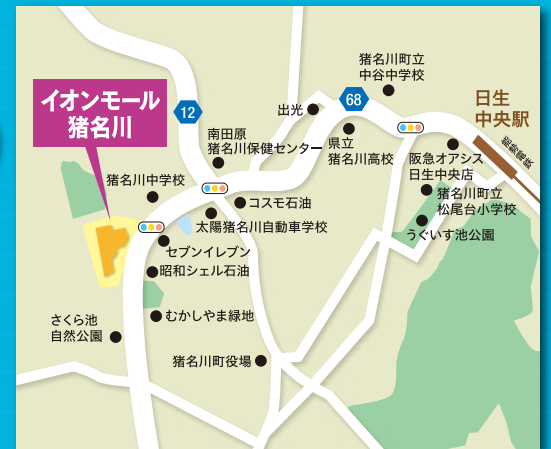 イオンモール
猪名川
12
68
猪名川町立
中谷中学校
出光
日生
中央駅
能勢電鉄
南田原
猪名川保健センター
県立
猪名川高校
阪急オアシス
日生中央店
猪名川中学校
コスモ石油
猪名川町立
松尾台小学校
太陽猪名川自動車学校
うぐいす池公園
セブンイレブン
昭和シェル石油
むかしやま緑地
さくら池
自然公園
猪名川町役場